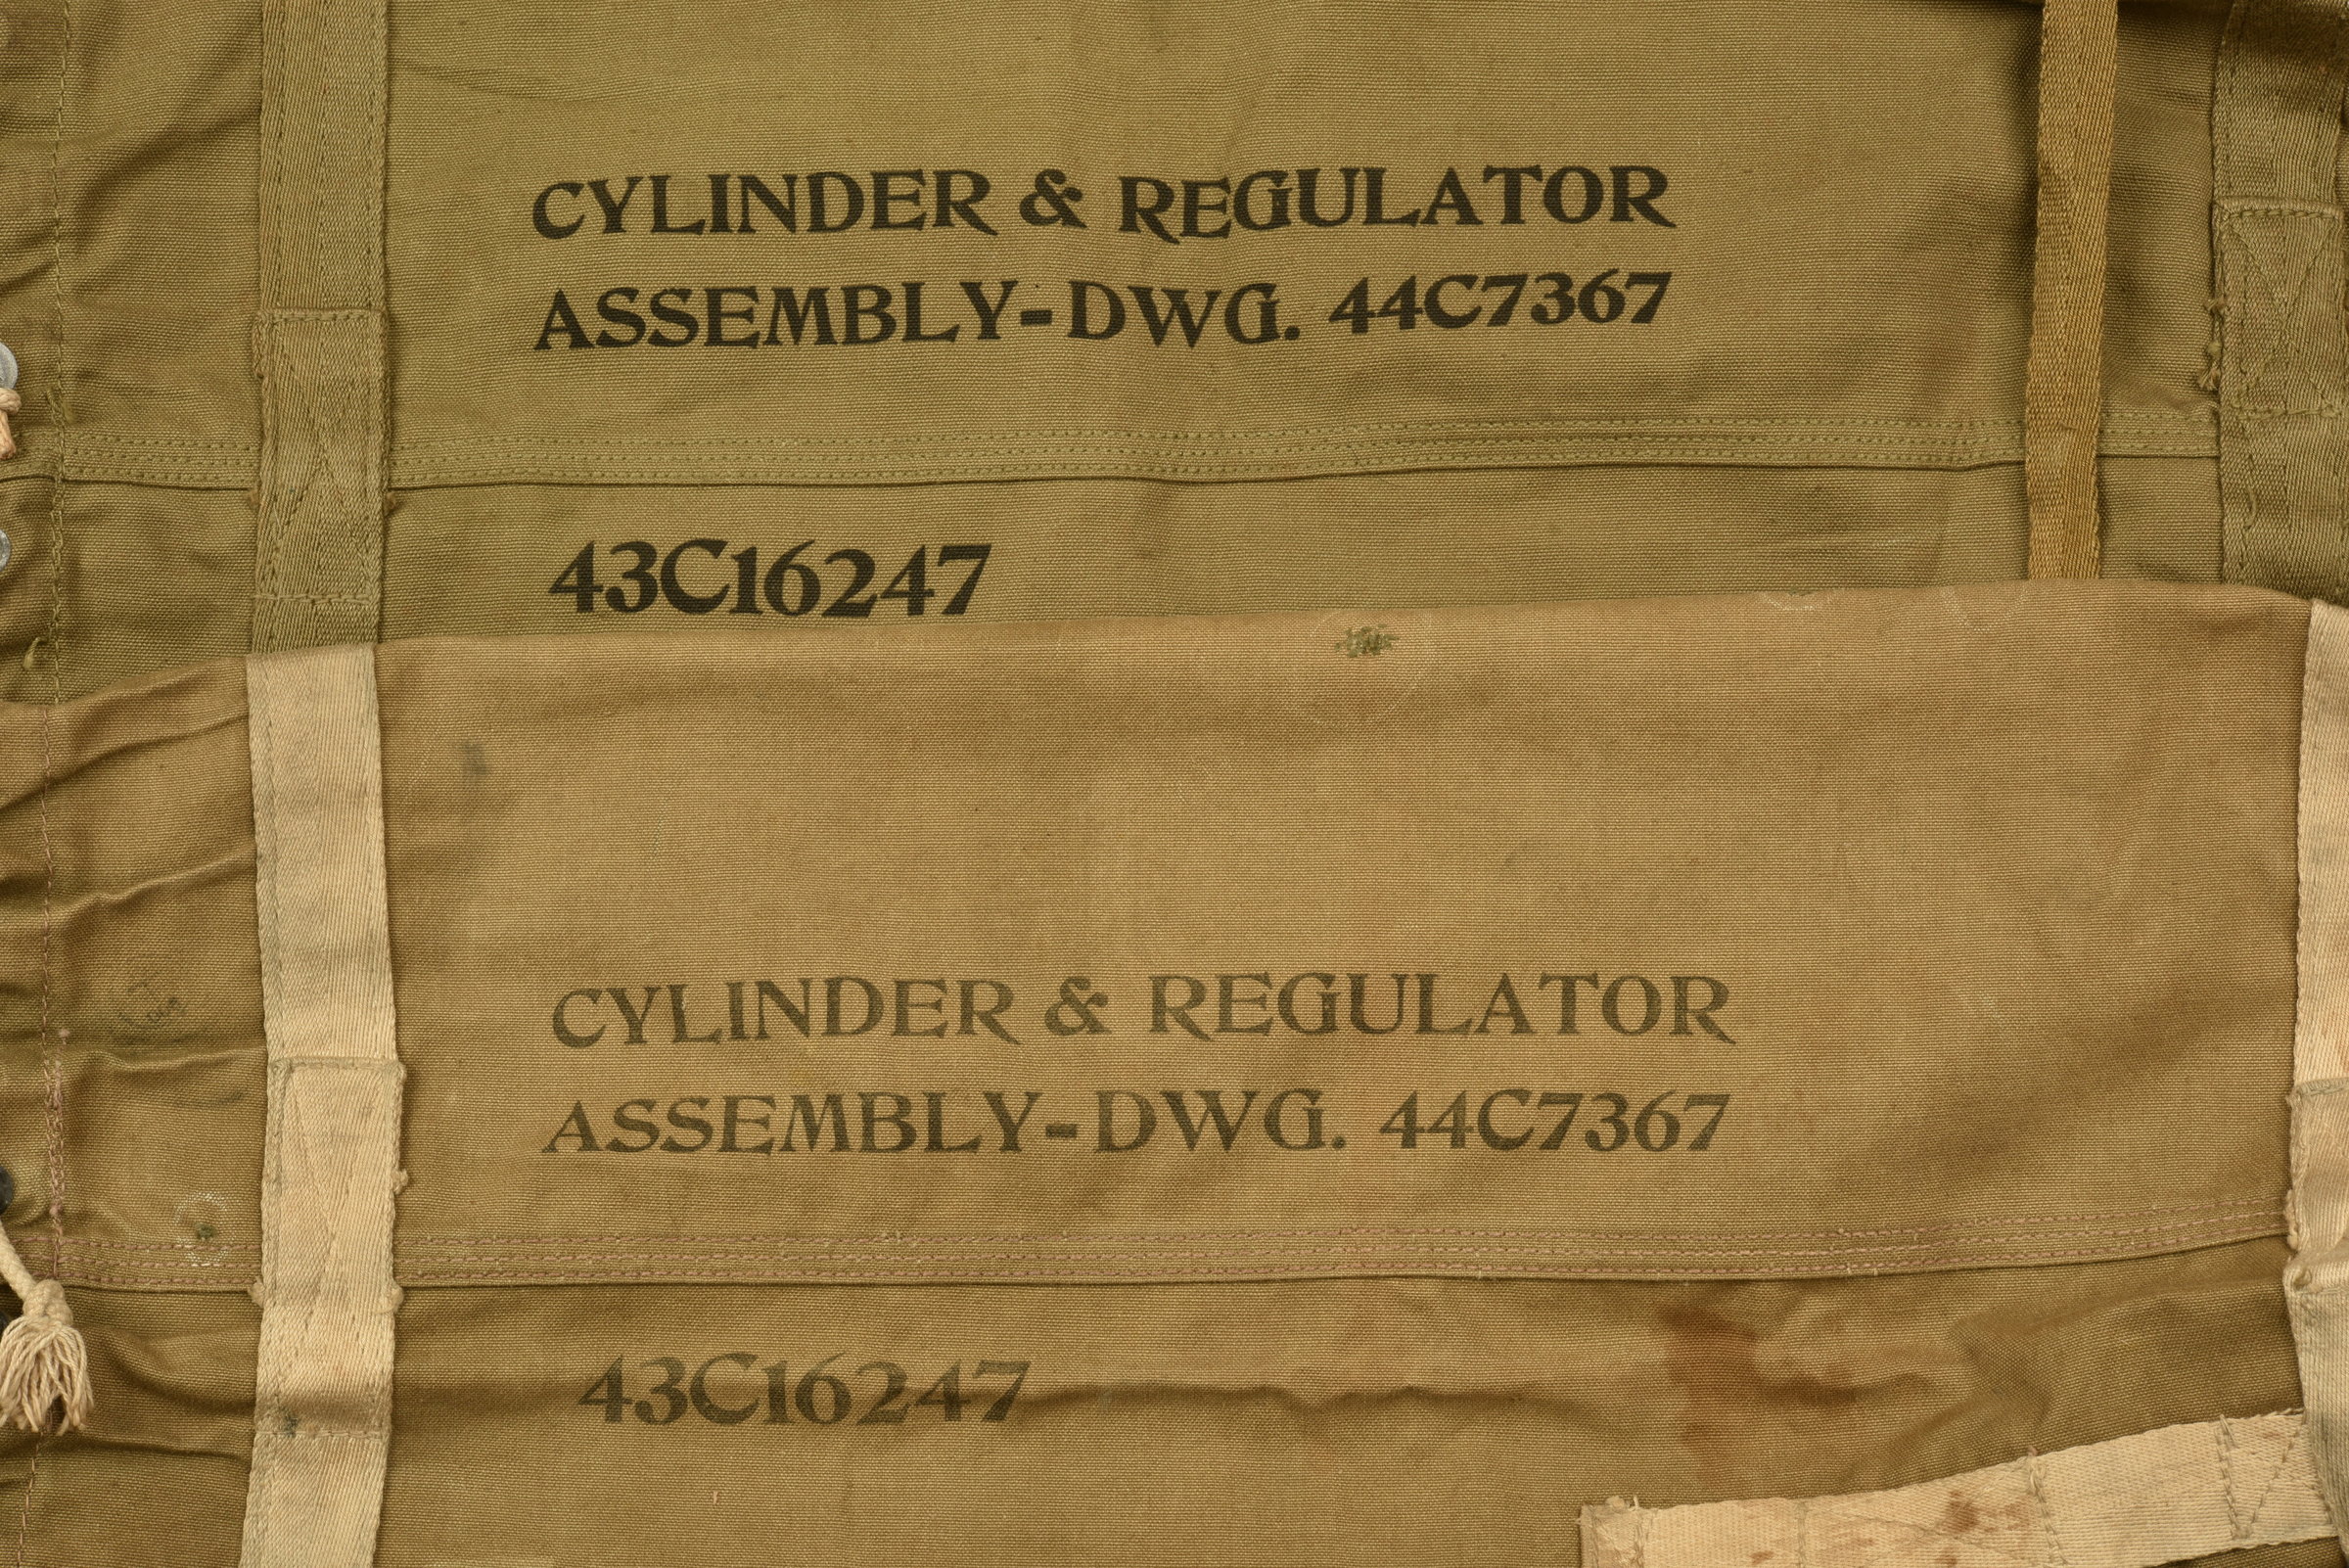 CYLINDER & REGULATOR
ASSEMBLY-DWG. 44C7367
43C16247
CYLINDER & REGULATOR
ASSEMBLY-DWG. 44C7367
43C16247